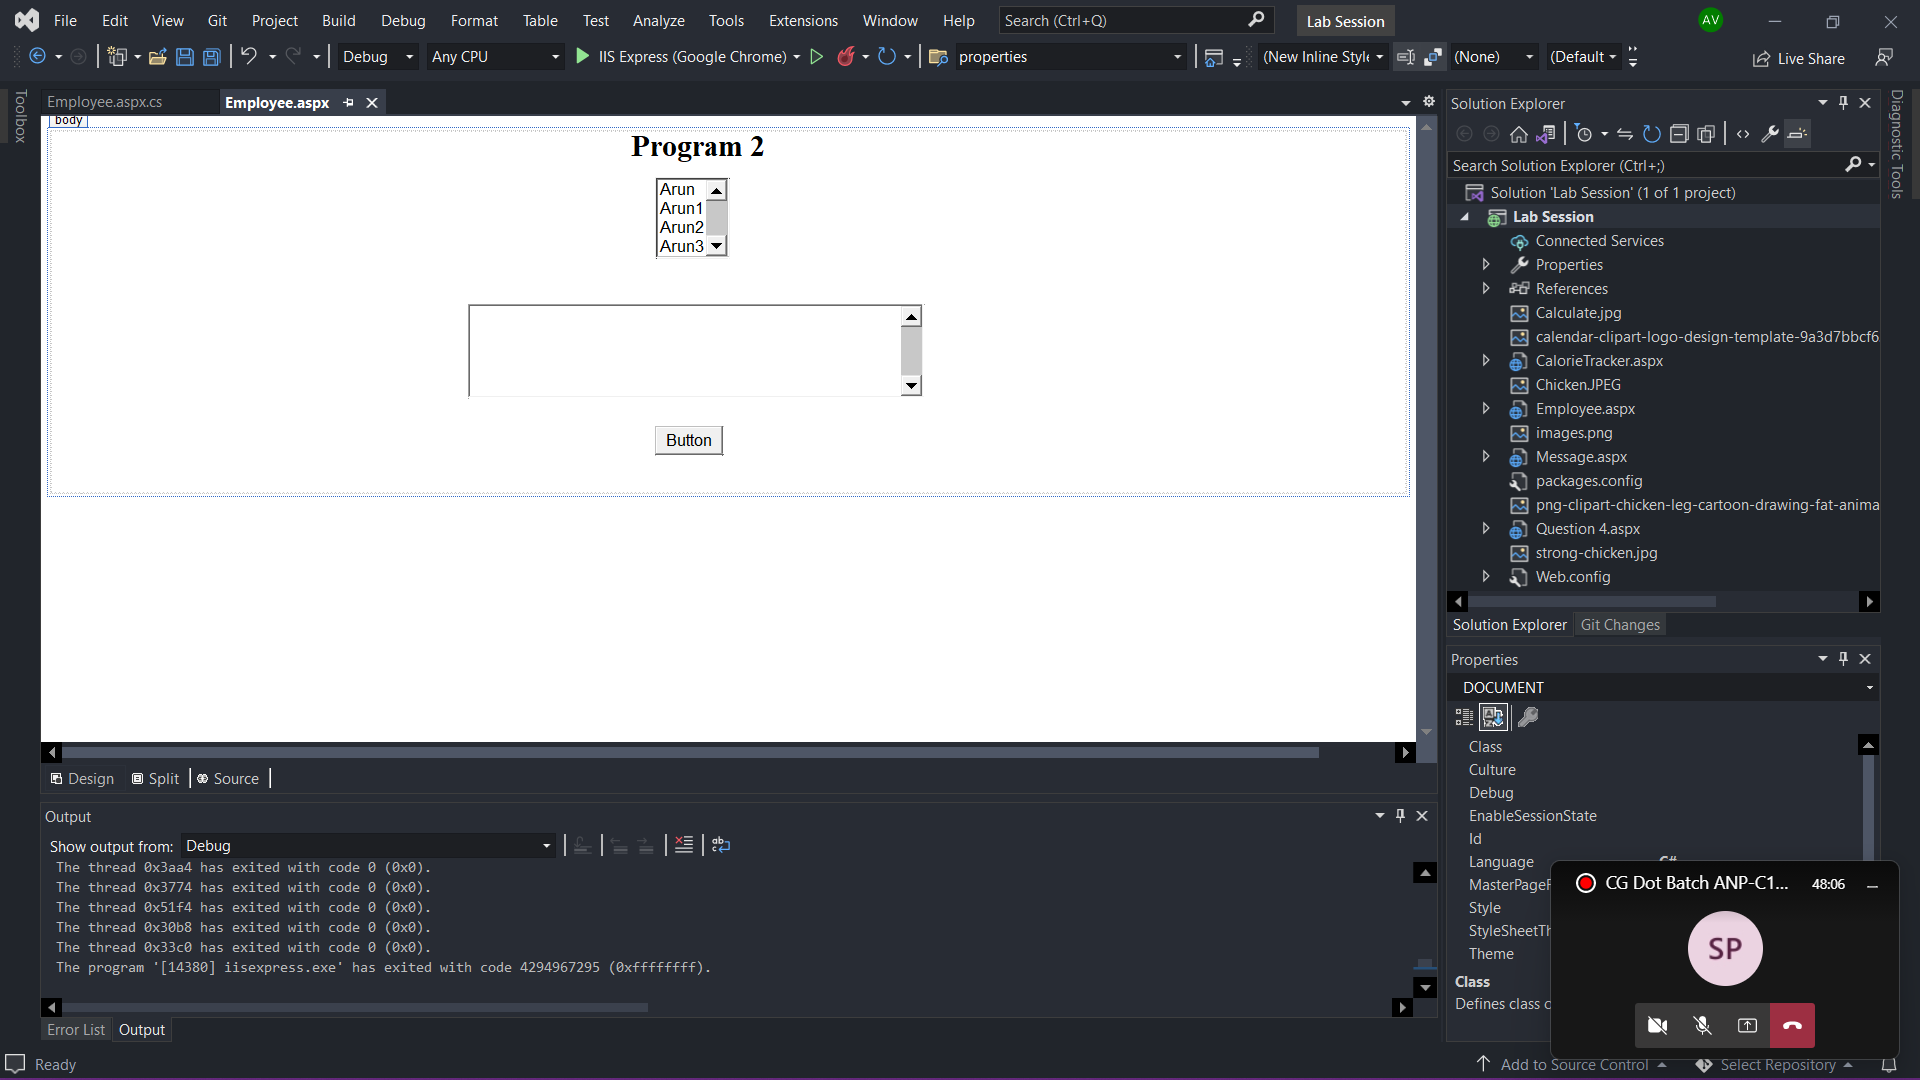 File Edit View Git Project Build Debug Format Table Test Analyze Tools Extensions Window Help Search (Ctrl+Q) Lab Session AV
Debug Any CPU IIS Express (Google Chrome) properties (New Inline Style (None) (Default Live Share
Toolbox
Employee.aspx.cs Employee.aspx
body
Program 2
Arun
Arun1
Arun2
Arun3
Button
Design Split Source
Output
Show output from: Debug
The thread 0x3aa4 has exited with code 0 (0x0).
The thread 0x3774 has exited with code 0 (0x0).
The thread 0x51f4 has exited with code 0 (0x0).
The thread 0x30b8 has exited with code 0 (0x0).
The thread 0x33c0 has exited with code 0 (0x0).
The program '[14380] iisexpress.exe' has exited with code 4294967295 (0xffffffff).
Error List Output
Ready
Solution Explorer
Search Solution Explorer (Ctrl+;)
Solution 'Lab Session' (1 of 1 project)
Lab Session
Connected Services
Properties
References
Calculate.jpg
calendar-clipart-logo-design-template-9a3d7bbcf6
CalorieTracker.aspx
Chicken.JPEG
Employee.aspx
images.png
Message.aspx
packages.config
png-clipart-chicken-leg-cartoon-drawing-fat-anima
Question 4.aspx
strong-chicken.jpg
Web.config
Solution Explorer Git Changes
Properties
DOCUMENT
Class
Culture
Debug
EnableSessionState
Id
Language C#
MasterPageF
Style
StyleSheetTh
Theme
Class
Defines class c
CG Dot Batch ANP-C1... 48:06
SP
Add to Source Control Select Repository
Diagnostic Tools